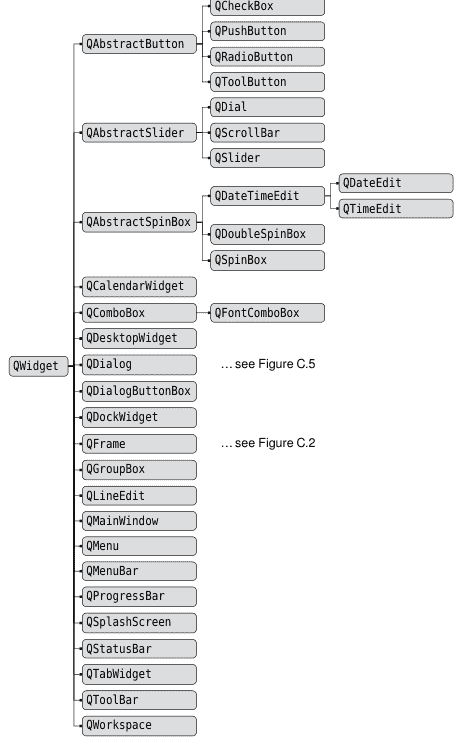 QCheckBox
QPushButton
QAbstractButton
QRadioButton
QToolButton
QDial
QAbstractSlider
QScrollBar
QSlider
QDateEdit
QDateTimeEdit
QTimeEdit
QAbstractSpinBox
QDoubleSpinBox
QSpinBox
QCalendarWidget
QComboBox
QFontComboBox
QDesktopWidget
QWidget
QDialog
...see Figure C.5
QDialogButtonBox
QDockWidget
QFrame
...see Figure C.2
QGroupBox
QLineEdit
QMainWindow
QMenu
QMenuBar
QProgressBar
QSplashScreen
QStatusBar
QTabWidget
QToolBar
QWorkspace